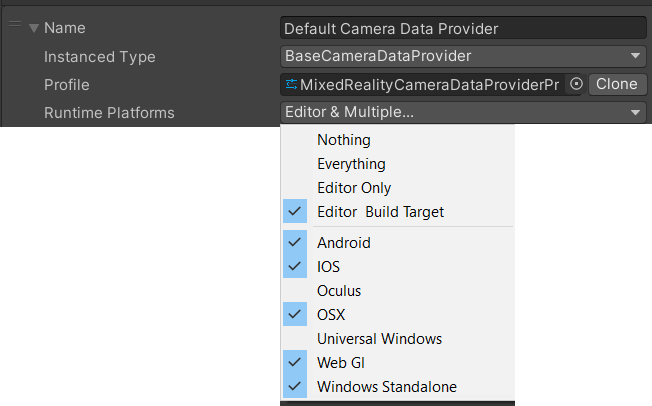 Name Default Camera Data Provider
Instanced Type BaseCameraDataProvider
Profile MixedRealityCameraDataProviderPr Clone
Runtime Platforms Editor & Multiple...
Nothing
Everything
Editor Only
Editor  Build Target
Android
IOS
Oculus
OSX
Universal Windows
Web Gl
Windows Standalone